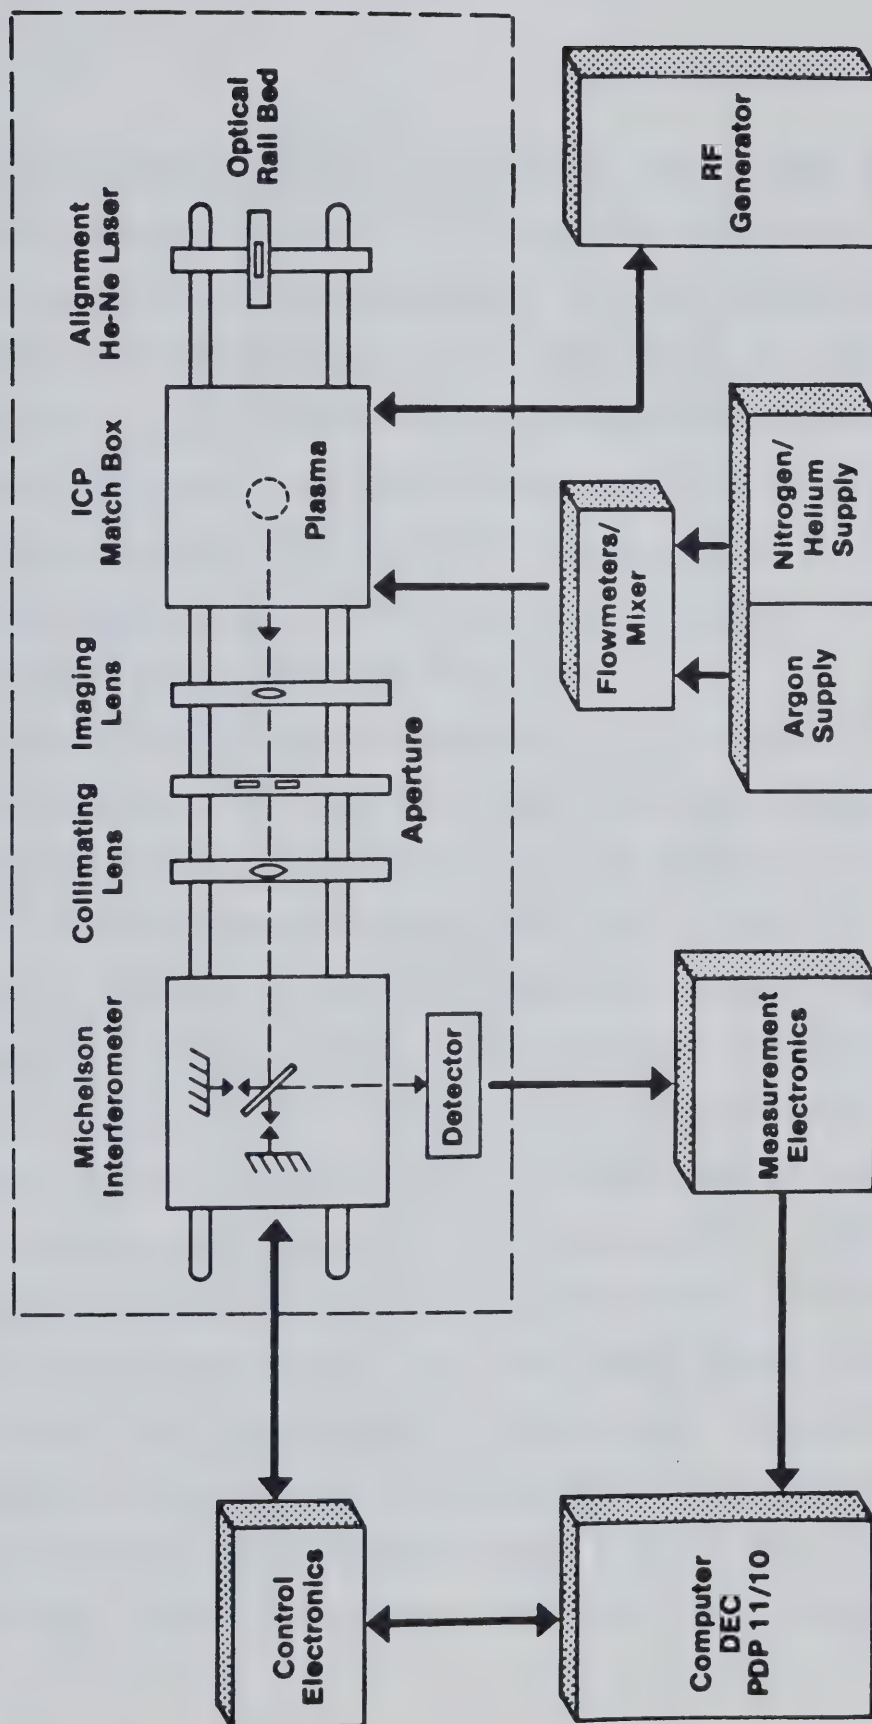 Michelson
Interferometer
Collimating
Lens
Imaging
Lens
ICP
Match Box
Alignment
He-Ne Laser
Optical
Rail Bed
Aperture
Plasma
Detector
Control
Electronics
Computer
DEC
PDP 11/10
Measurement
Electronics
Flowmeters/
Mixer
Argon
Supply
Nitrogen/
Helium
Supply
RF
Generator